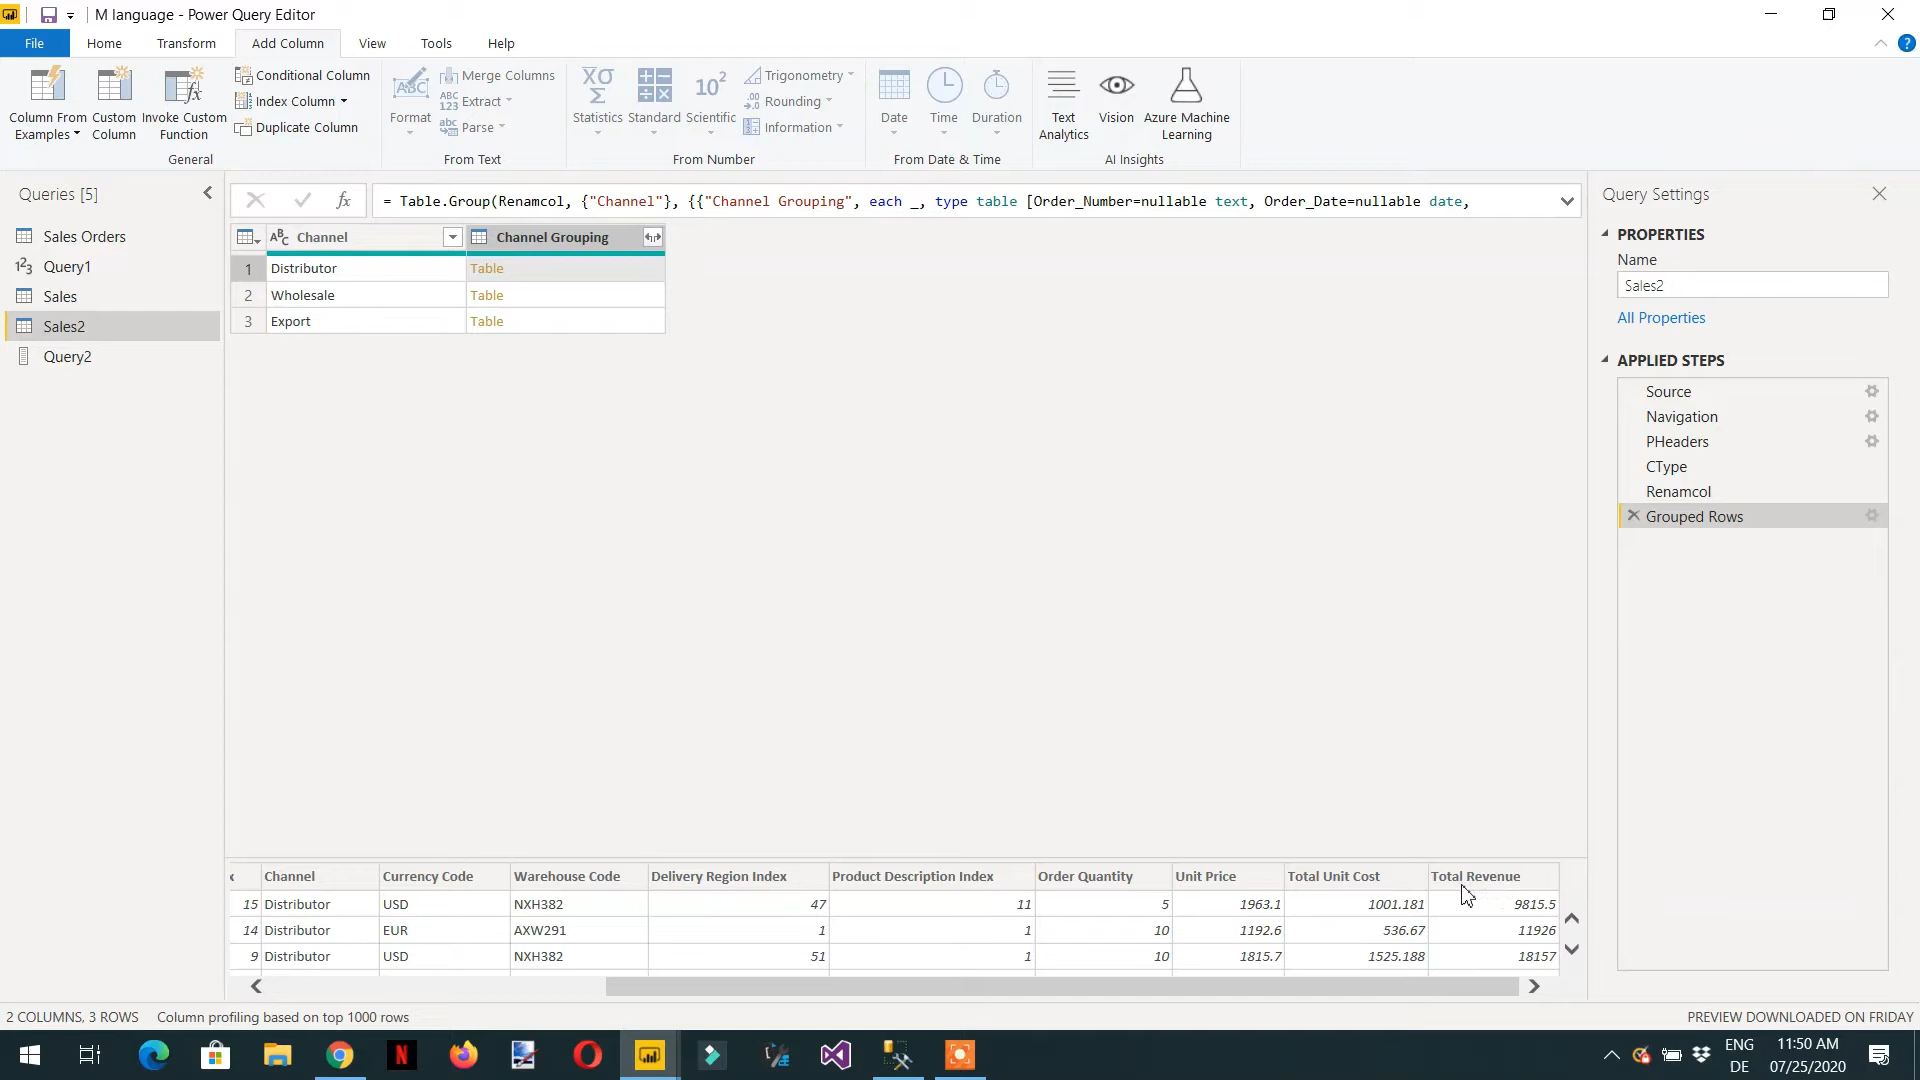 M language - Power Query Editor
File Home Transform Add Column View Tools Help
Column From Examples
Custom Column
Invoke Custom Function
Conditional Column
Index Column
Duplicate Column
General
Format
Merge Columns
Extract
Parse
From Text
Statistics
Standard
Scientific
Trigonometry
Rounding
Information
From Number
Date
Time
Duration
From Date & Time
Text Analytics
Vision
Azure Machine Learning
AI Insights
Queries [5]
Sales Orders
Query1
Sales
Sales2
Query2
= Table.Group(Renamcol, {"Channel"}, {{"Channel Grouping", each _, type table [Order_Number=nullable text, Order_Date=nullable date,
Channel Channel Grouping
1 Distributor Table
2 Wholesale Table
3 Export Table
Channel Currency Code Warehouse Code Delivery Region Index Product Description Index Order Quantity Unit Price Total Unit Cost Total Revenue
15 Distributor USD NXH382 47 11 5 1963.1 1001.181 9815.5
14 Distributor EUR AXW291 1 1 10 1192.6 536.67 11926
9 Distributor USD NXH382 51 1 10 1815.7 1525.188 18157
Query Settings
PROPERTIES
Name
Sales2
All Properties
APPLIED STEPS
Source
Navigation
PHeaders
CType
Renamcol
Grouped Rows
2 COLUMNS, 3 ROWS Column profiling based on top 1000 rows
PREVIEW DOWNLOADED ON FRIDAY
ENG
DE
11:50 AM
07/25/2020